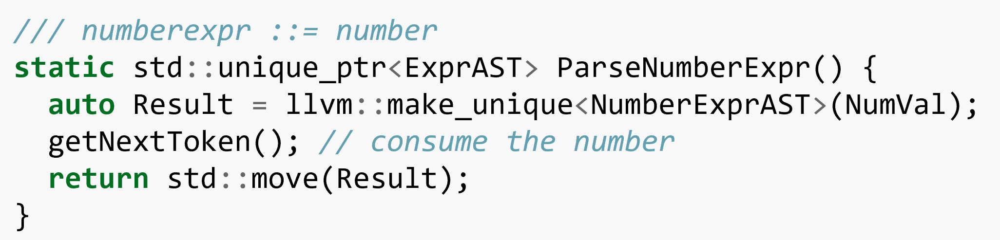 /// numberexpr ::= number
static std::unique_ptr<ExprAST> ParseNumberExpr() {
  auto Result = llvm::make_unique<NumberExprAST>(NumVal);
  getNextToken(); // consume the number
  return std::move(Result);
}